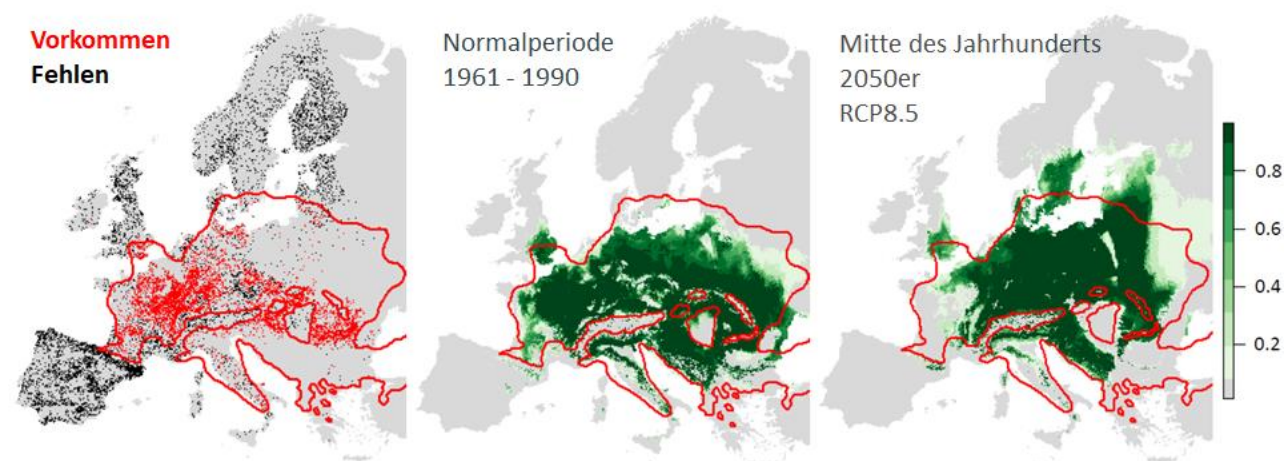 Vorkommen
Fehlen
Normalperiode
1961 - 1990
Mitte des Jahrhunderts
2050er
RCP8.5
0.8
0.6
0.4
0.2